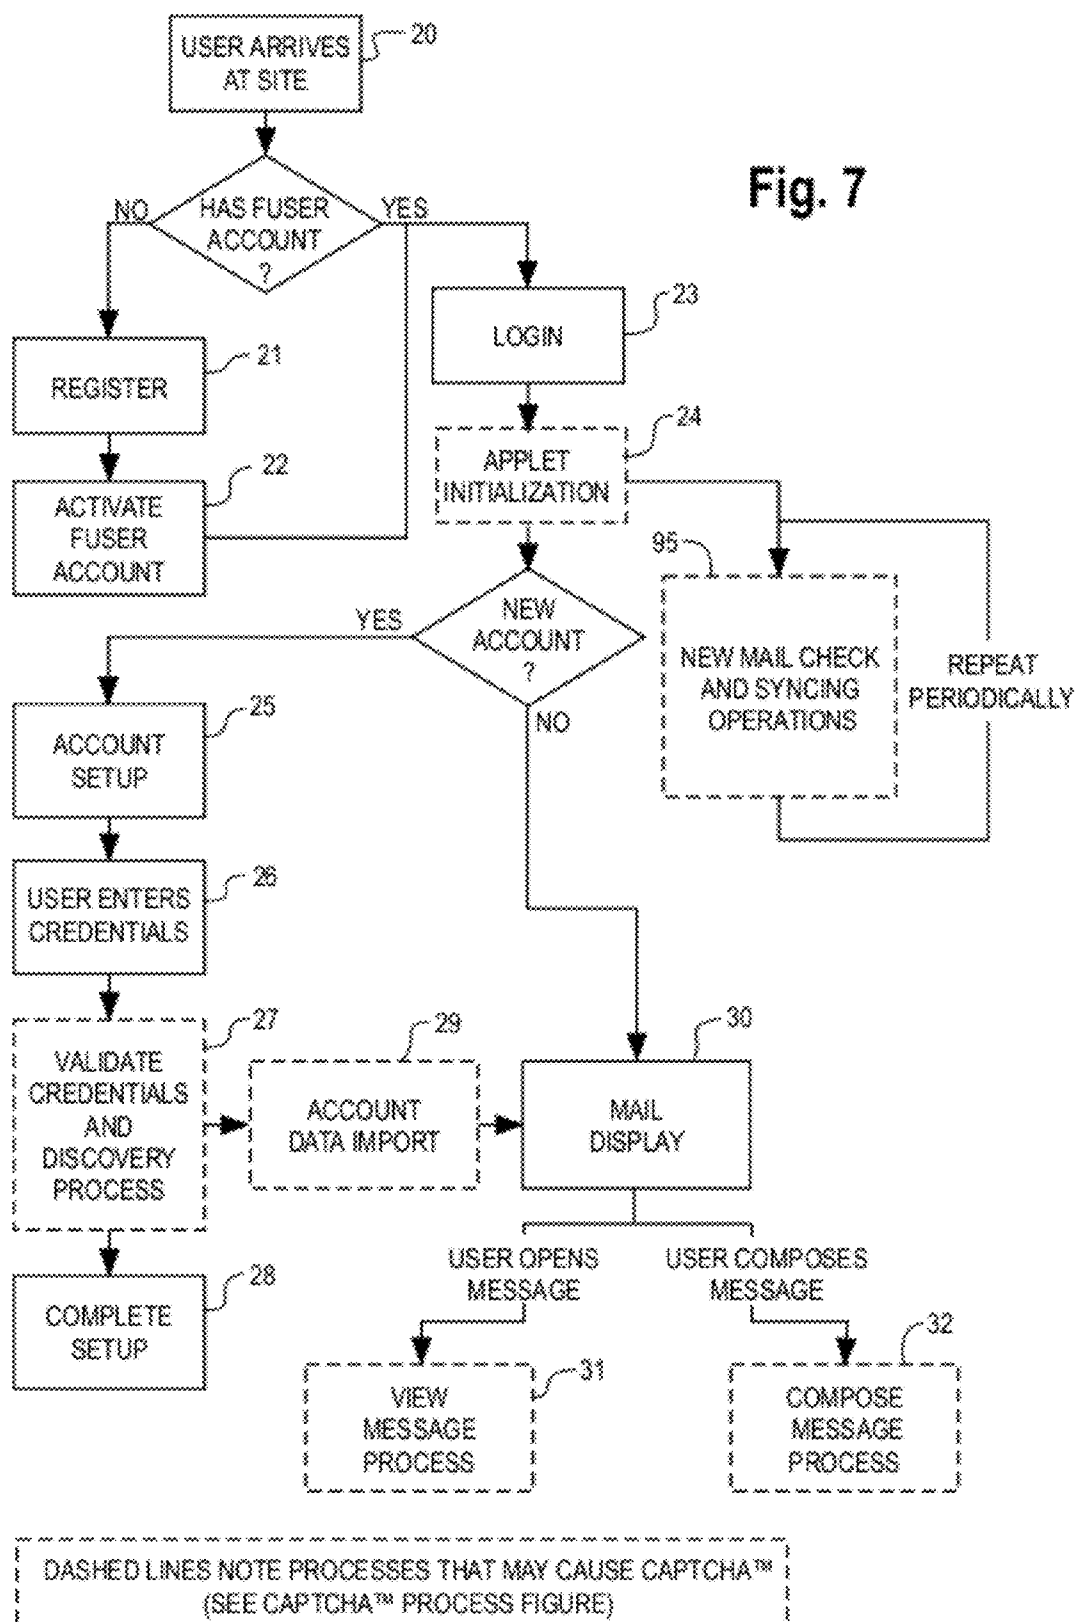 USER ARRIVES
AT SITE
20
Fig. 7
HAS FUSER
ACCOUNT
?
NO
YES
23
LOGIN
21
REGISTER
24
APPLET
INITIALIZATION
22
ACTIVATE
FUSER
ACCOUNT
95
NEW MAIL CHECK
AND SYNCING
OPERATIONS
REPEAT
PERIODICALLY
NEW
ACCOUNT
?
YES
NO
25
ACCOUNT
SETUP
26
USER ENTERS
CREDENTIALS
27
VALIDATE
CREDENTIALS
AND
DISCOVERY
PROCESS
29
ACCOUNT
DATA IMPORT
30
MAIL
DISPLAY
28
COMPLETE
SETUP
USER OPENS
MESSAGE
USER COMPOSES
MESSAGE
31
VIEW
MESSAGE
PROCESS
32
COMPOSE
MESSAGE
PROCESS
DASHED LINES NOTE PROCESSES THAT MAY CAUSE CAPTCHA™
(SEE CAPTCHA™ PROCESS FIGURE)